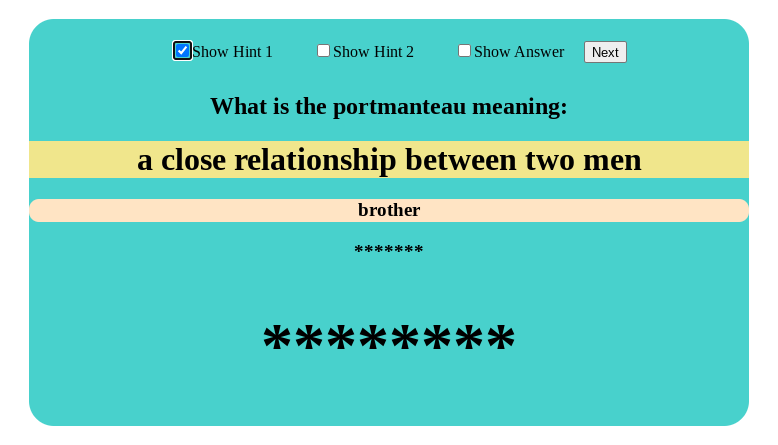 Show Hint 1 Show Hint 2 Show Answer Next
What is the portmanteau meaning:
a close relationship between two men
brother
*******
********